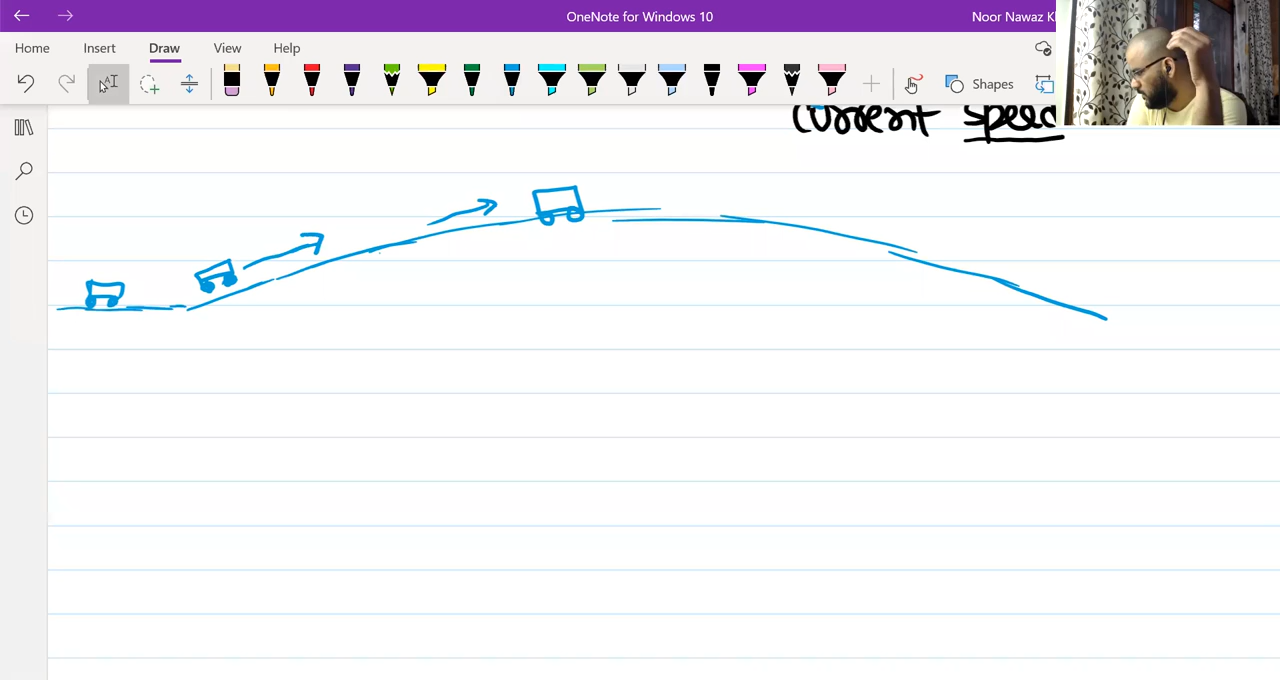 OneNote for Windows 10
Noor Nawaz
Home Insert Draw View Help
Shapes
Current speed